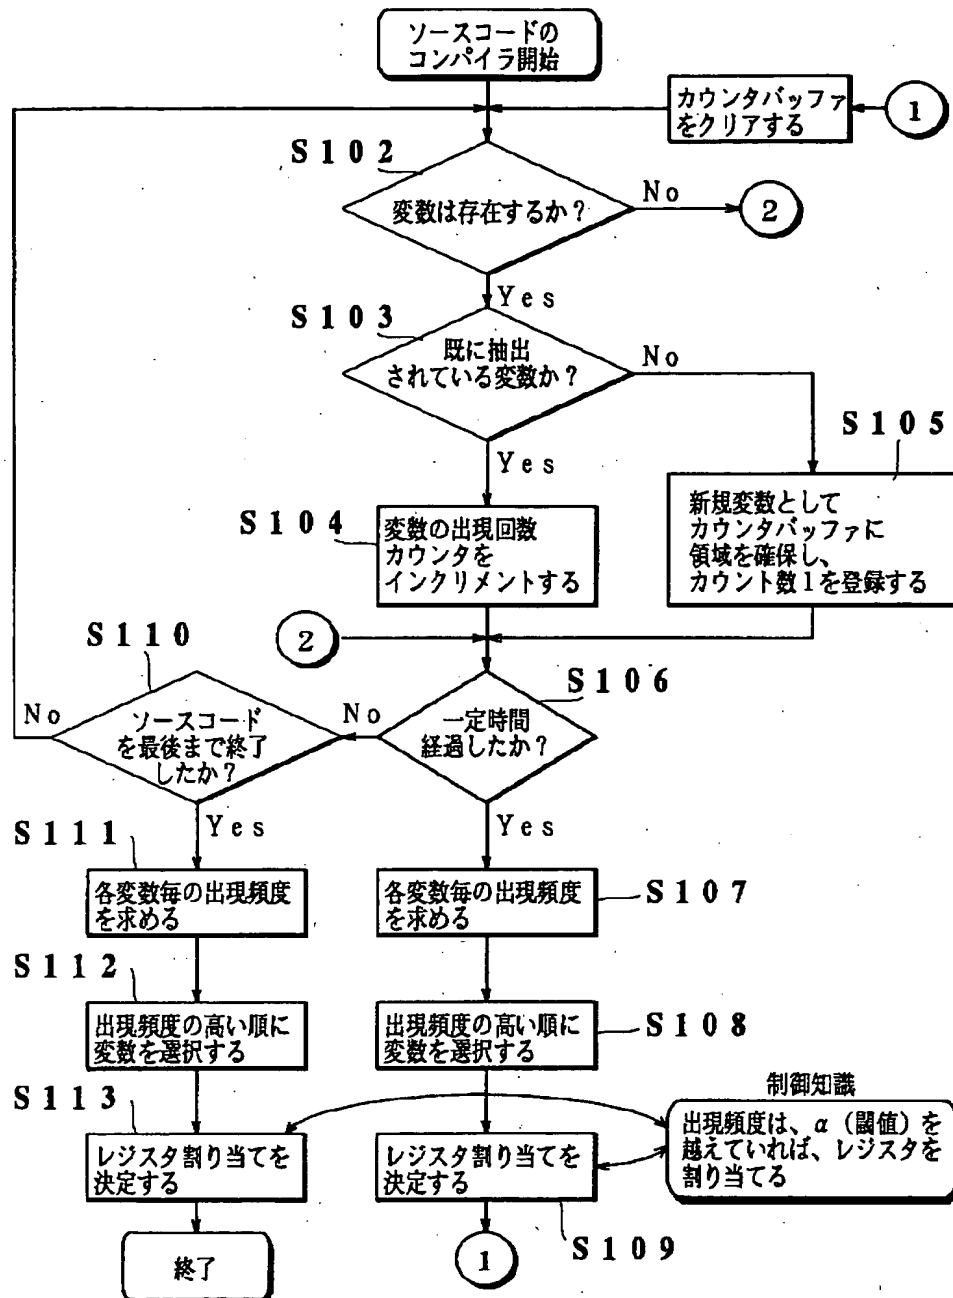 ソースコードの
コンパイラ開始
カウンタバッファ
をクリアする
1
S102
変数は存在するか？
No
2
Yes
S103
既に抽出
されている変数か？
No
S105
Yes
新規変数として
カウンタバッファに
領域を確保し、
カウント数1を登録する
S104
変数の出現回数
カウンタを
インクリメントする
2
S110
S106
No
ソースコード
を最後まで終了
したか？
No
一定時間
経過したか？
Yes
Yes
S111
各変数毎の出現頻度
を求める
各変数毎の出現頻度
を求める
S107
S112
出現頻度の高い順に
変数を選択する
出現頻度の高い順に
変数を選択する
S108
制御知識
S113
出現頻度は、α（閾値）を
越えていれば、レジスタを
割り当てる
レジスタ割り当てを
決定する
レジスタ割り当てを
決定する
S109
終了
1